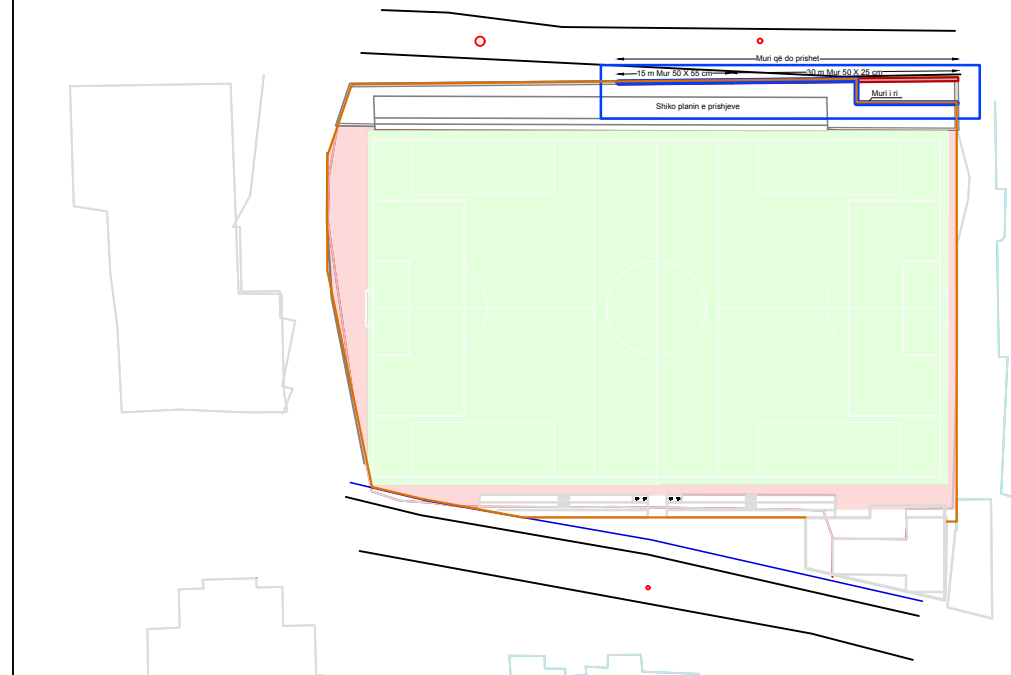 Muri që do prishet
15 m Mur 50 X 55 cm
30 m Mur 50 X 25 cm
Muri i ri
Shiko planin e prishjeve